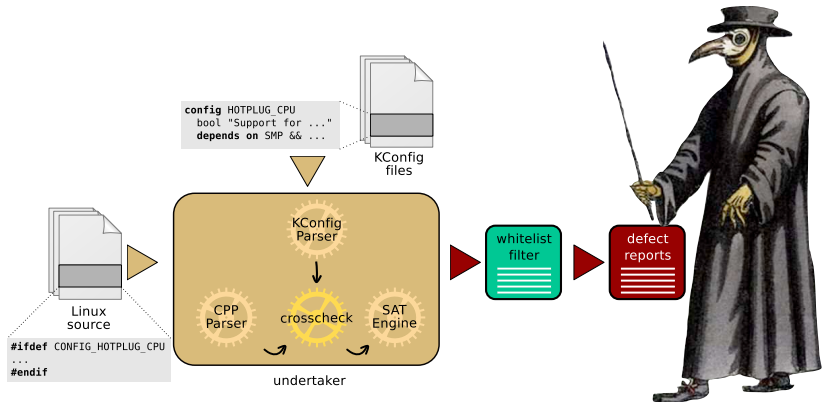 config HOTPLUG_CPU
bool "Support for ..."
depends on SMP && ...
KConfig
files
Linux
source
#ifdef CONFIG_HOTPLUG_CPU
...
#endif
KConfig
Parser
CPP
Parser
crosscheck
SAT
Engine
undertaker
whitelist
filter
defect
reports